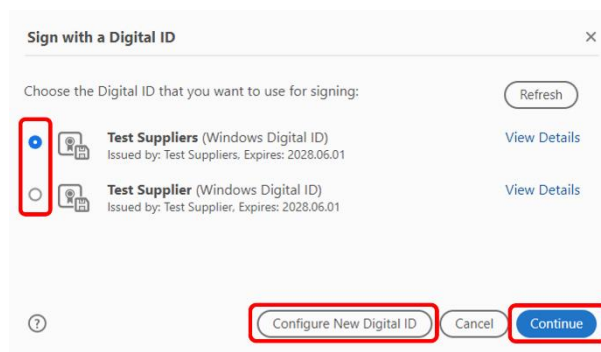 Sign with a Digital ID
Choose the Digital ID that you want to use for signing:
Refresh
Test Suppliers (Windows Digital ID)
View Details
Issued by: Test Suppliers, Expires: 2028.06.01
Test Supplier (Windows Digital ID)
View Details
Issued by: Test Supplier, Expires: 2028.06.01
?
Configure New Digital ID
Cancel
Continue